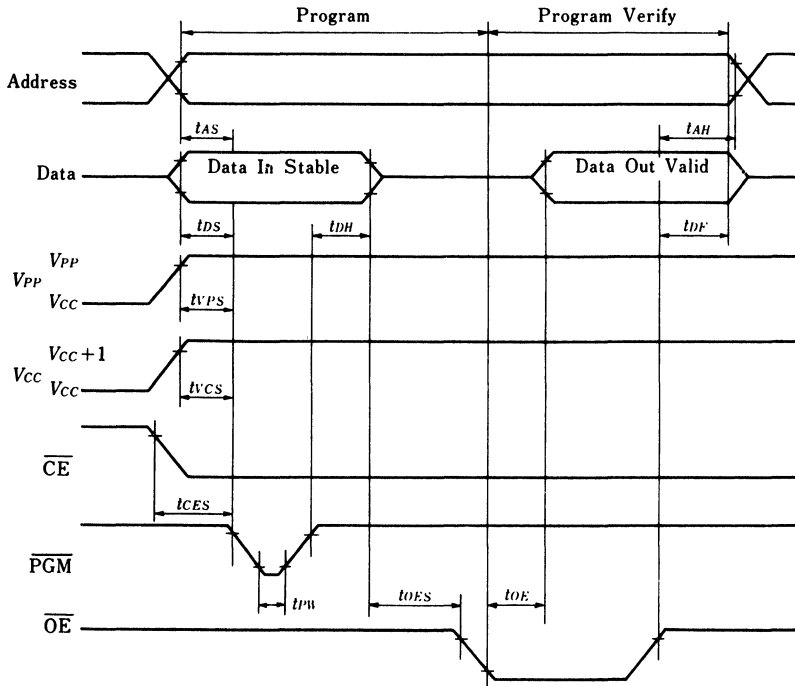 Program
Program Verify
Address
tAS
tAH
Data
Data In Stable
Data Out Valid
tDS
tDH
tDF
VPP
VPP
VCC
tVPS
VCC+1
VCC
VCC
tVCS
CE
tCES
PGM
tPW
tOES
tOE
OE